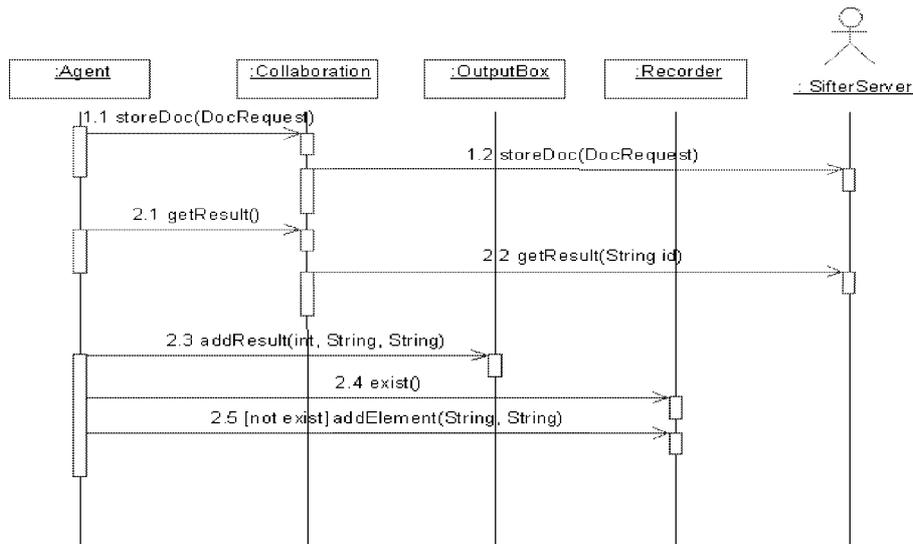 :Agent
:Collaboration
:OutputBox
:Recorder
: SifterServer
1.1 storeDoc(DocRequest)
1.2 storeDoc(DocRequest)
2.1 getResult()
2.2 getResult(String id)
2.3 addResult(int, String, String)
2.4 exist()
2.5 [not exist] addElement(String, String)